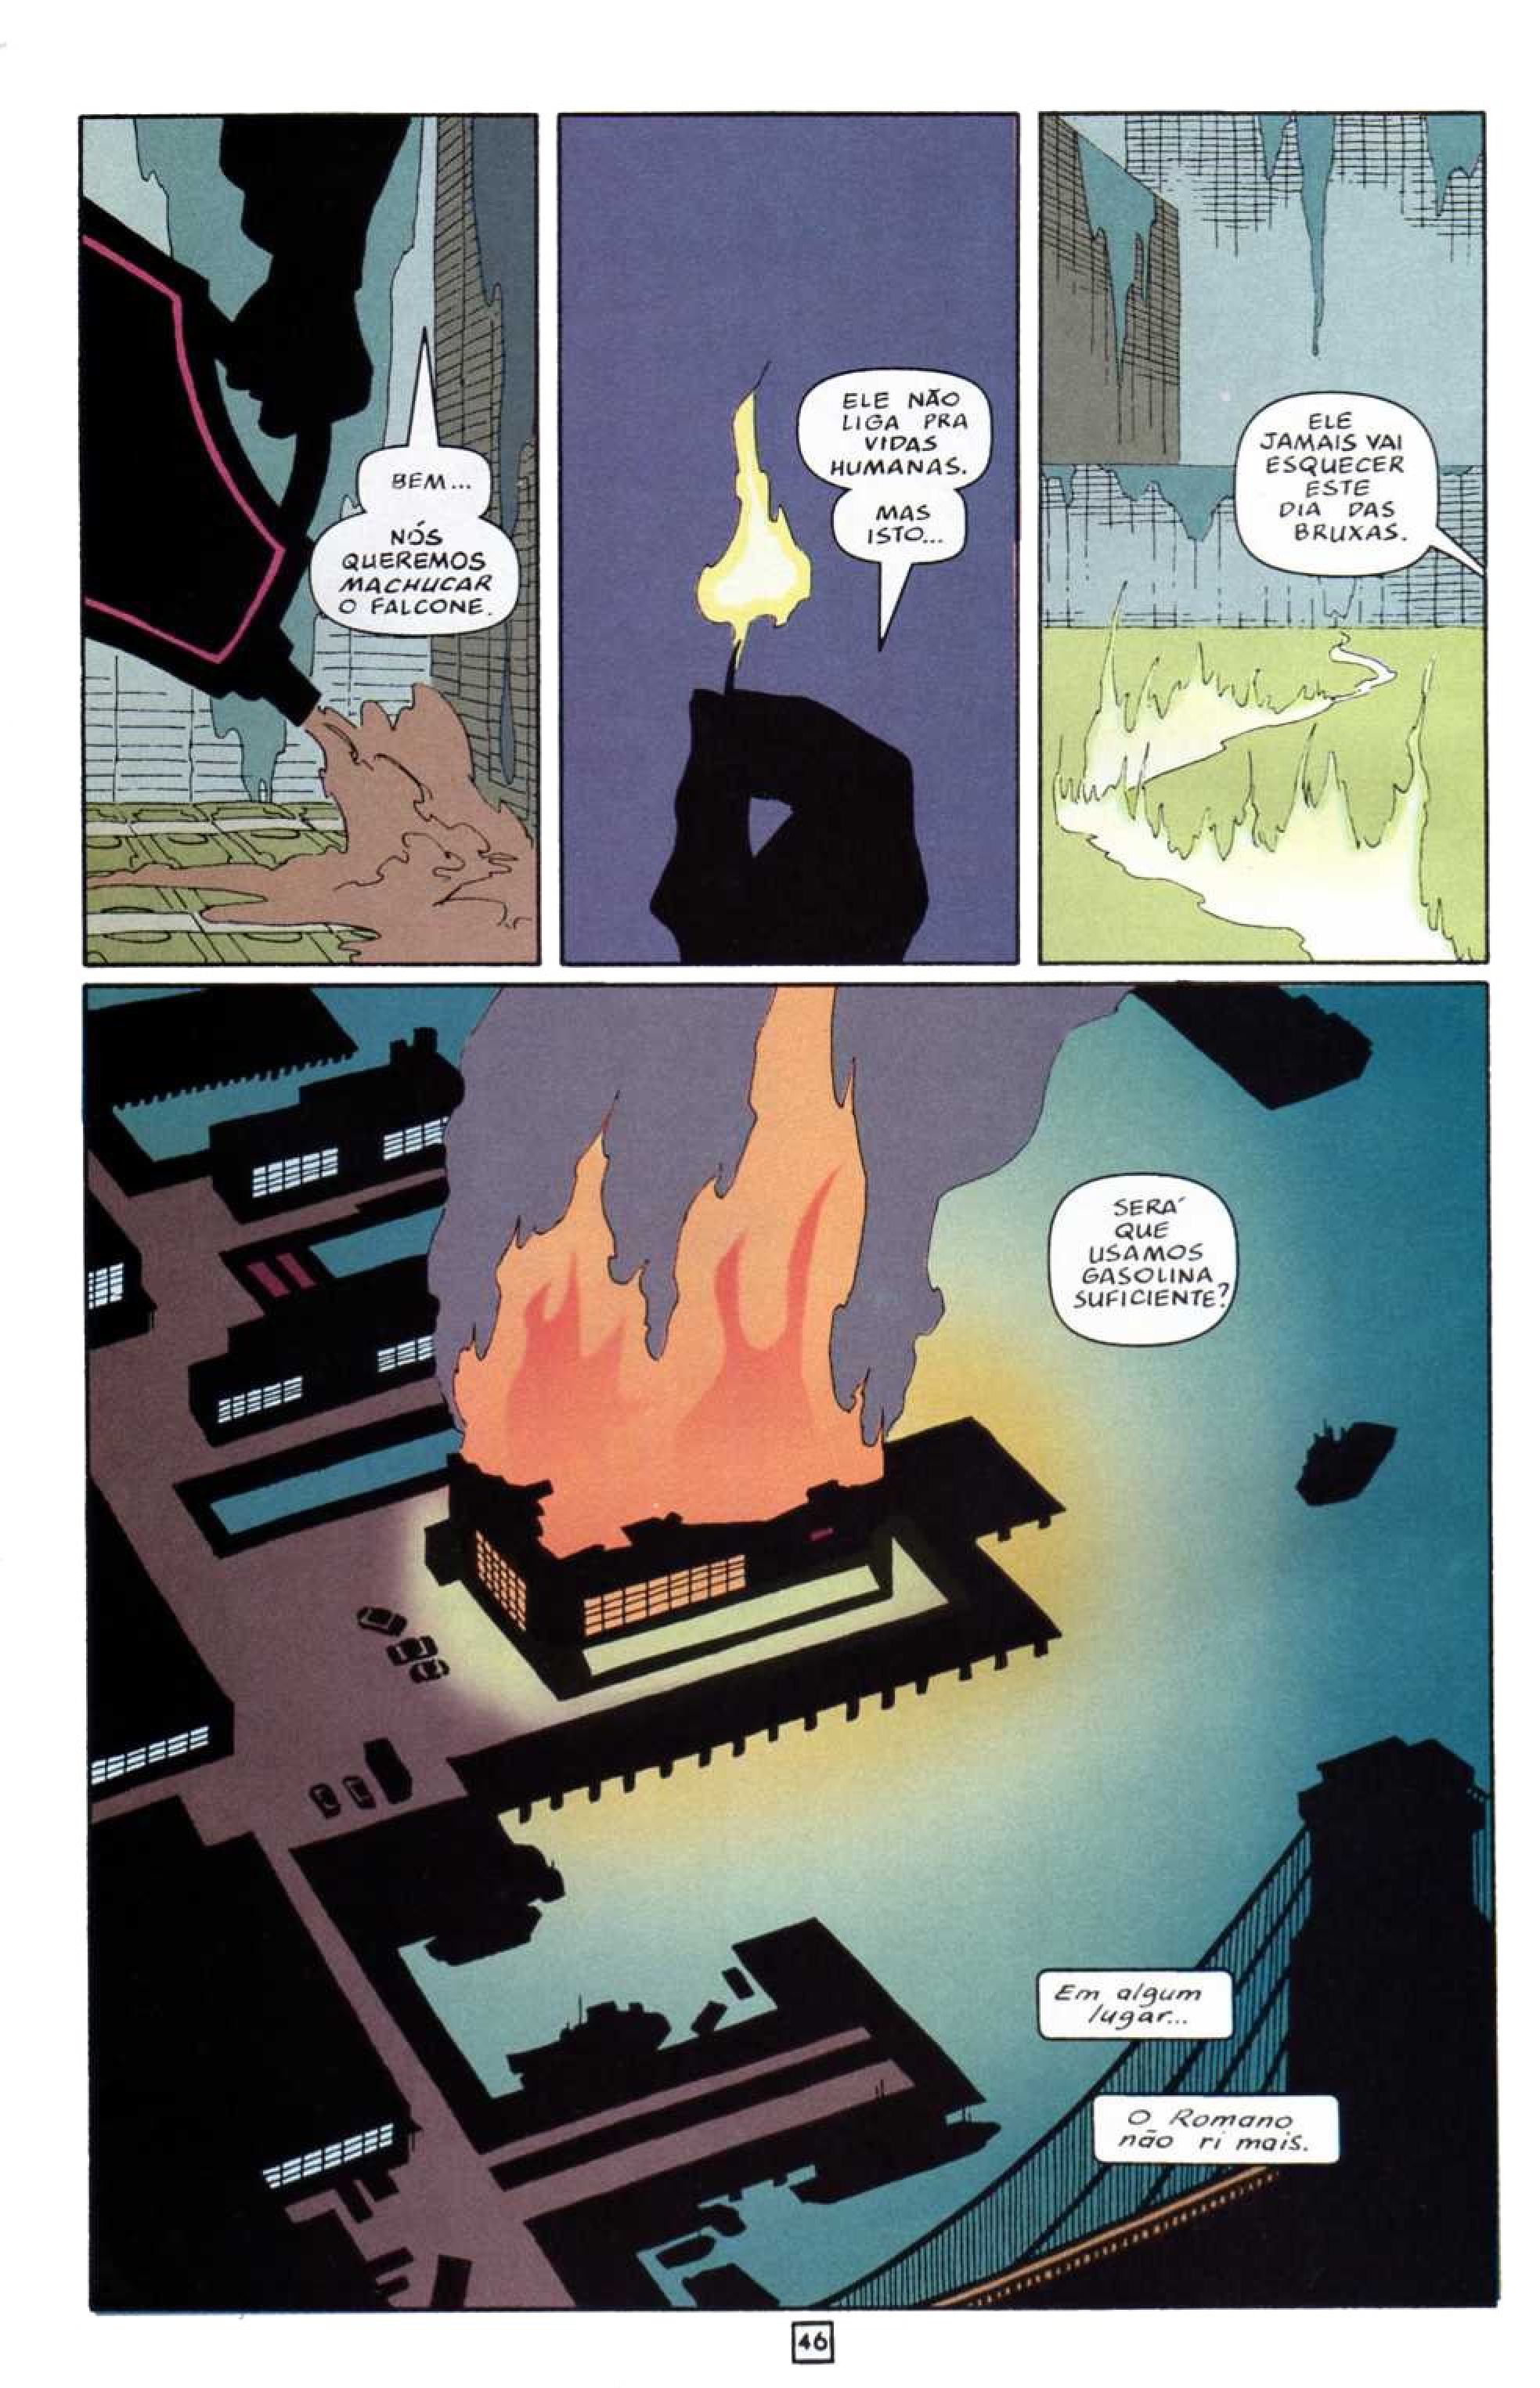 BEM...
NÓS
QUEREMOS
MACHUCAR
O FALCONE.
ELE NÃO
LIGA PRA
VIDAS
HUMANAS.
MAS
ISTO...
ELE
JAMAIS VAI
ESQUECER
ESTE
DIA DAS
BRUXAS.
SERÁ
QUE
USAMOS
GASOLINA
SUFICIENTE?
Em algum
lugar...
O Romano
não ri mais.
46